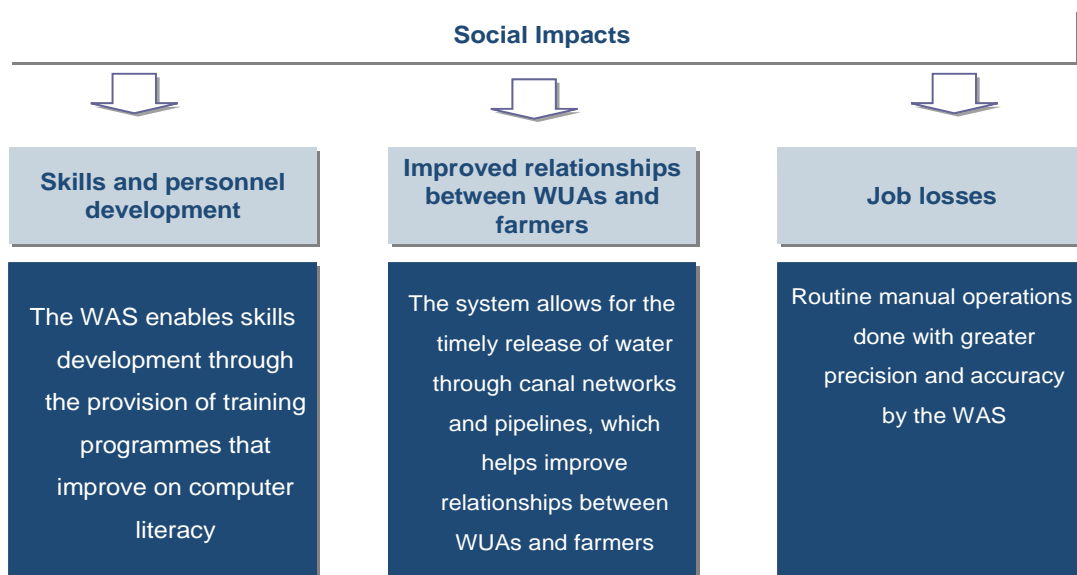 Social Impacts
Skills and personnel
development
The WAS enables skills
development through
the provision of training
programmes that
improve on computer
literacy
Improved relationships
between WUAs and
farmers
The system allows for the
timely release of water
through canal networks
and pipelines, which
helps improve
relationships between
WUAs and farmers
Job losses
Routine manual operations
done with greater
precision and accuracy
by the WAS